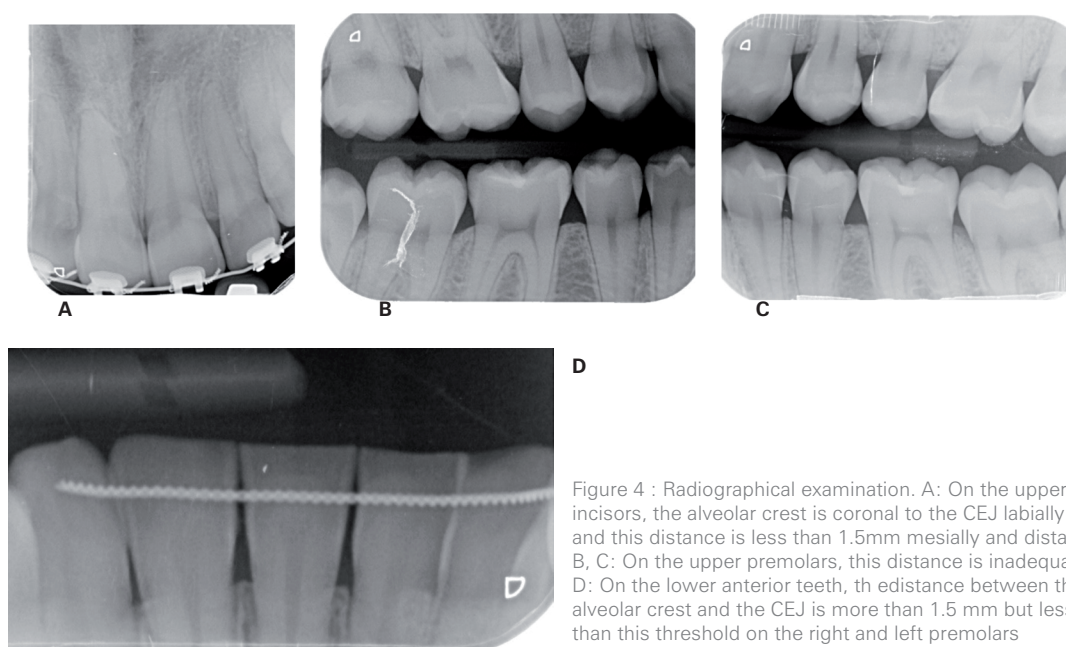 A
B
C
D
Figure 4 : Radiographical examination. A: On the upper
incisors, the alveolar crest is coronal to the CEJ labially
and this distance is less than 1.5mm mesially and dista
B, C: On the upper premolars, this distance is inadequa
D: On the lower anterior teeth, th edistance between th
alveolar crest and the CEJ is more than 1.5 mm but les
than this threshold on the right and left premolars